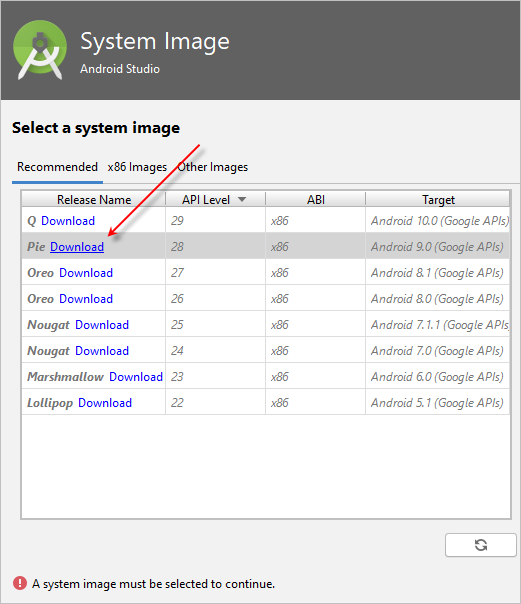 System Image
Android Studio
Select a system image
Recommended x86 Images Other Images
Release Name API Level ABI Target
Q Download 29 x86 Android 10.0 (Google APIs)
Pie Download 28 x86 Android 9.0 (Google APIs)
Oreo Download 27 x86 Android 8.1 (Google APIs)
Oreo Download 26 x86 Android 8.0 (Google APIs)
Nougat Download 25 x86 Android 7.1.1 (Google APIs
Nougat Download 24 x86 Android 7.0 (Google APIs)
Marshmallow Download 23 x86 Android 6.0 (Google APIs)
Lollipop Download 22 x86 Android 5.1 (Google APIs)
A system image must be selected to continue.